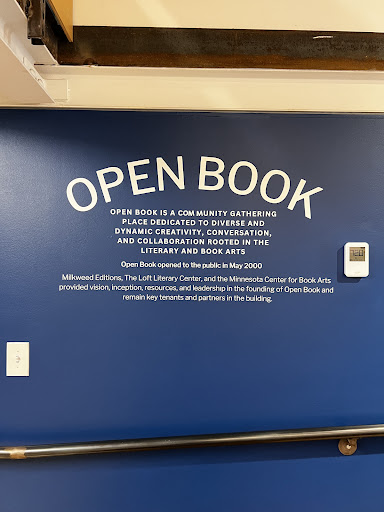 OPEN BOOK
OPEN BOOK IS A COMMUNITY GATHERING
PLACE DEDICATED TO DIVERSE AND
DYNAMIC CREATIVITY, CONVERSATION,
AND COLLABORATION ROOTED IN THE
LITERARY AND BOOK ARTS
Open Book opened to the public in May 2000
Milkweed Editions, The Loft Literary Center, and the Minnesota Center for Book Arts
provided vision, inception, resources, and leadership in the founding of Open Book and
remain key tenants and partners in the building.